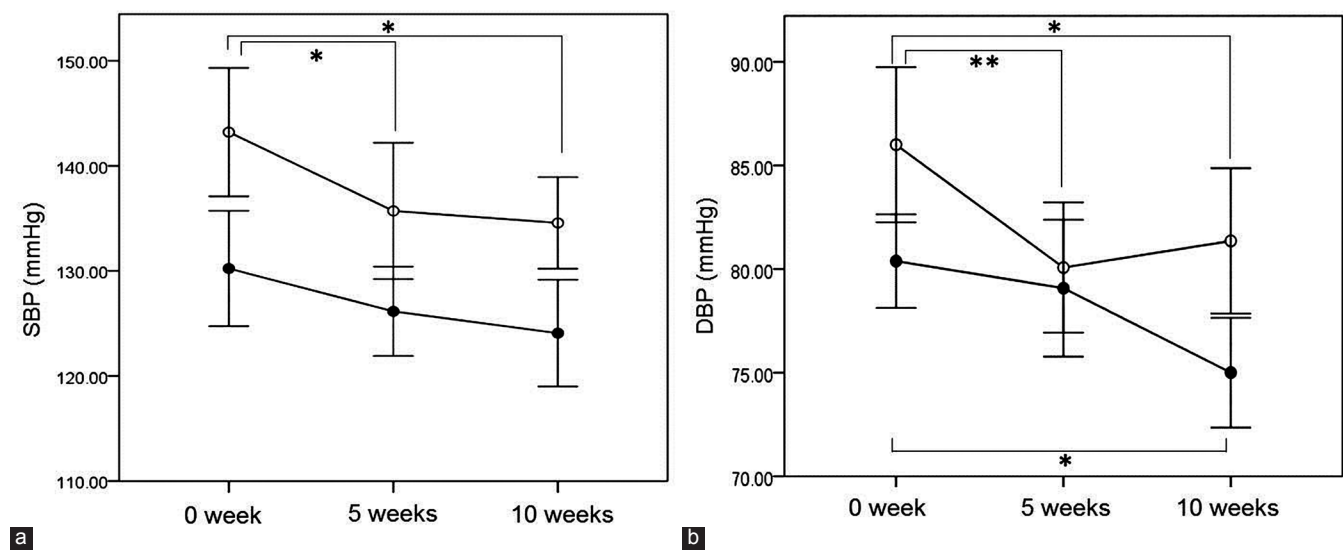 *
*
150.00
140.00
130.00
120.00
110.00
SBP (mmHg)
0 week 5 weeks 10 weeks
a
*
**
90.00
85.00
80.00
75.00
70.00
DBP (mmHg)
*
0 week 5 weeks 10 weeks
b